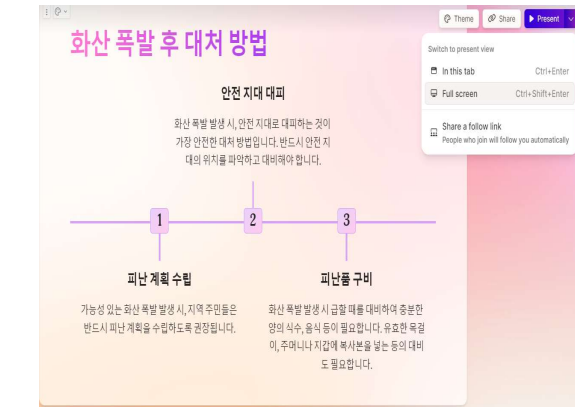 Theme
Share
Present
화산 폭발 후 대처 방법
Switch to present view
In this tab Ctrl+Enter
Full screen Ctrl+Shift+Enter
Share a follow link
People who join will follow you automatically
안전 지대 대피
화산 폭발 발생 시, 안전 지대로 대피하는 것이
가장 안전한 대처 방법입니다. 반드시 안전 지
대의 위치를 파악하고 대비해야 합니다.
1
2
3
피난 계획 수립
가능성 있는 화산 폭발 발생 시, 지역 주민들은
반드시 피난 계획을 수립하도록 권장됩니다.
피난품 구비
화산 폭발 발생 시 급할 때를 대비하여 충분한
양의 식수, 음식 등이 필요합니다. 유효한 목걸
이, 주머니나 지갑에 복사본을 넣는 등의 대비
도 필요합니다.